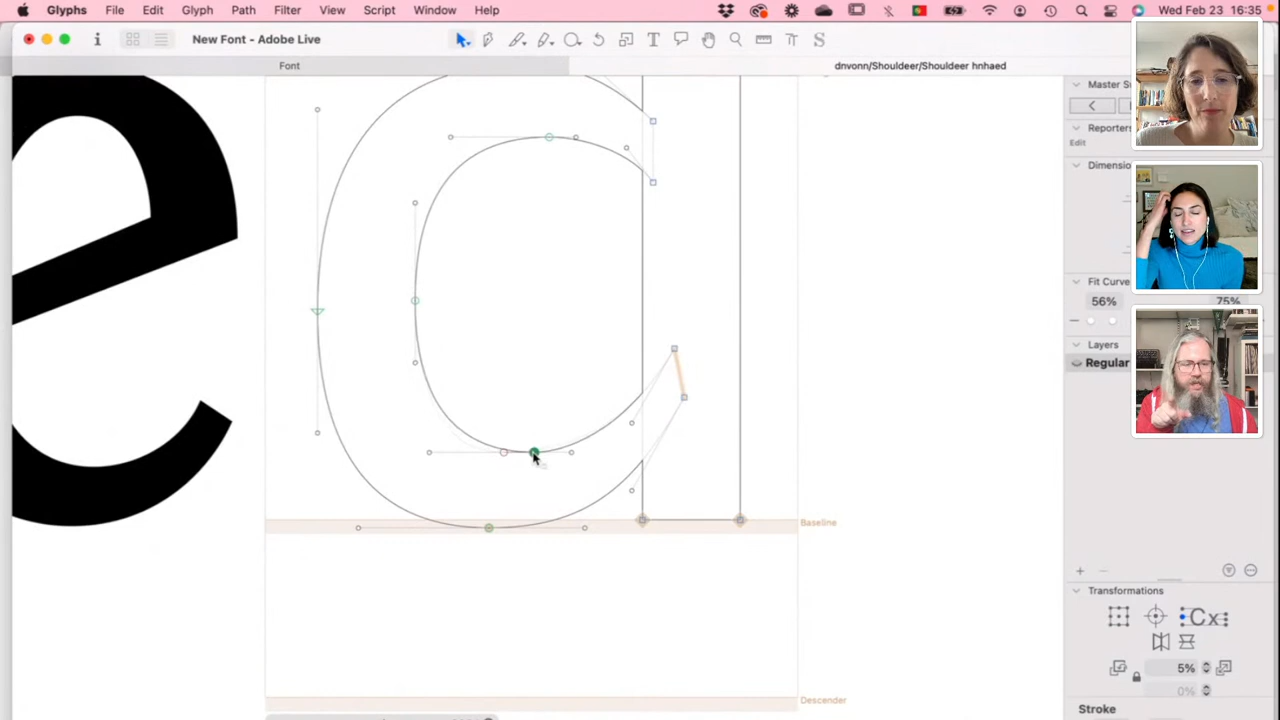 Glyphs File Edit Glyph Path Filter View Script Window Help Wed Feb 23 16:35
New Font - Adobe Live
Font
dnvonn/Shouldeer/Shouldeer hnhaed
Master S
Reporters
Edit
Dimension
Fit Curve
56% 75%
Layers
Regular
Baseline
Transformations
5%
0%
Descender
Stroke